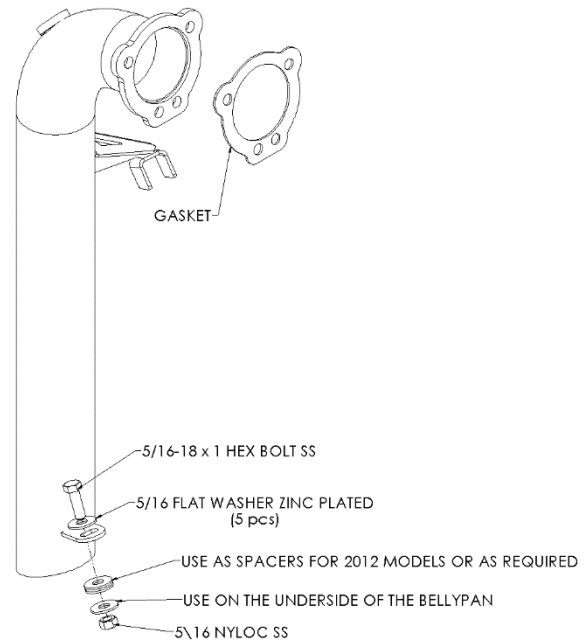 GASKET
5/16-18 x 1 HEX BOLT SS
5/16 FLAT WASHER ZINC PLATED
(5 pcs)
USE AS SPACERS FOR 2012 MODELS OR AS REQUIRED
USE ON THE UNDERSIDE OF THE BELLYPAN
5\16 NYLOC SS